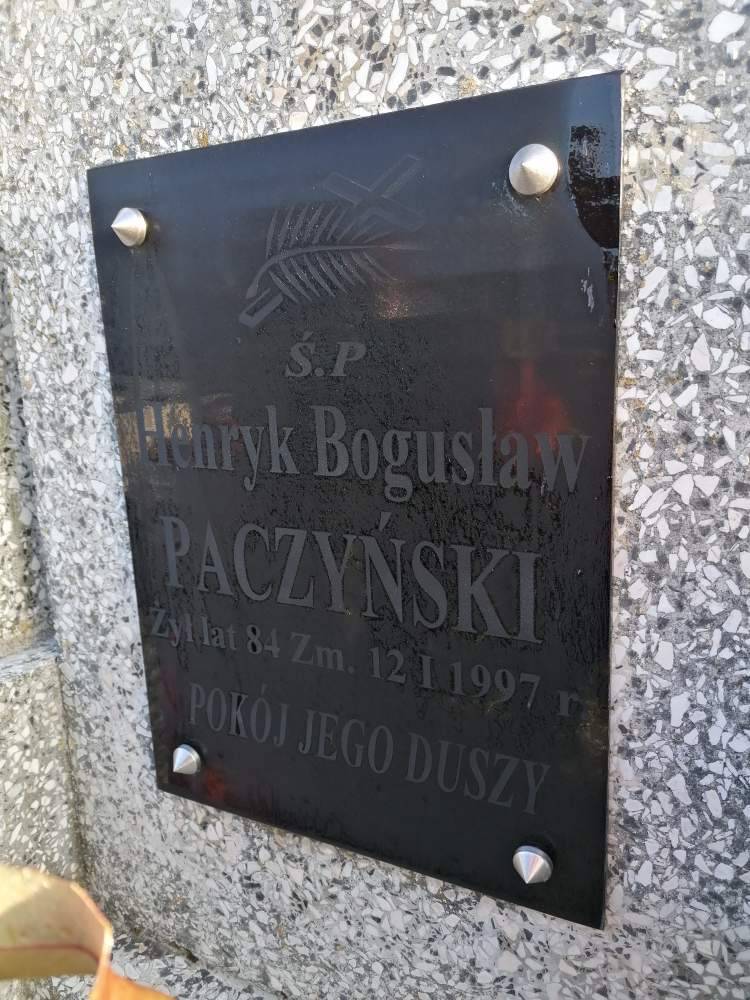 Ś.P
Henryk Bogusław
PACZYŃSKI
Żył lat 84 Zm. 12 I 1997 r
POKÓJ JEGO DUSZY